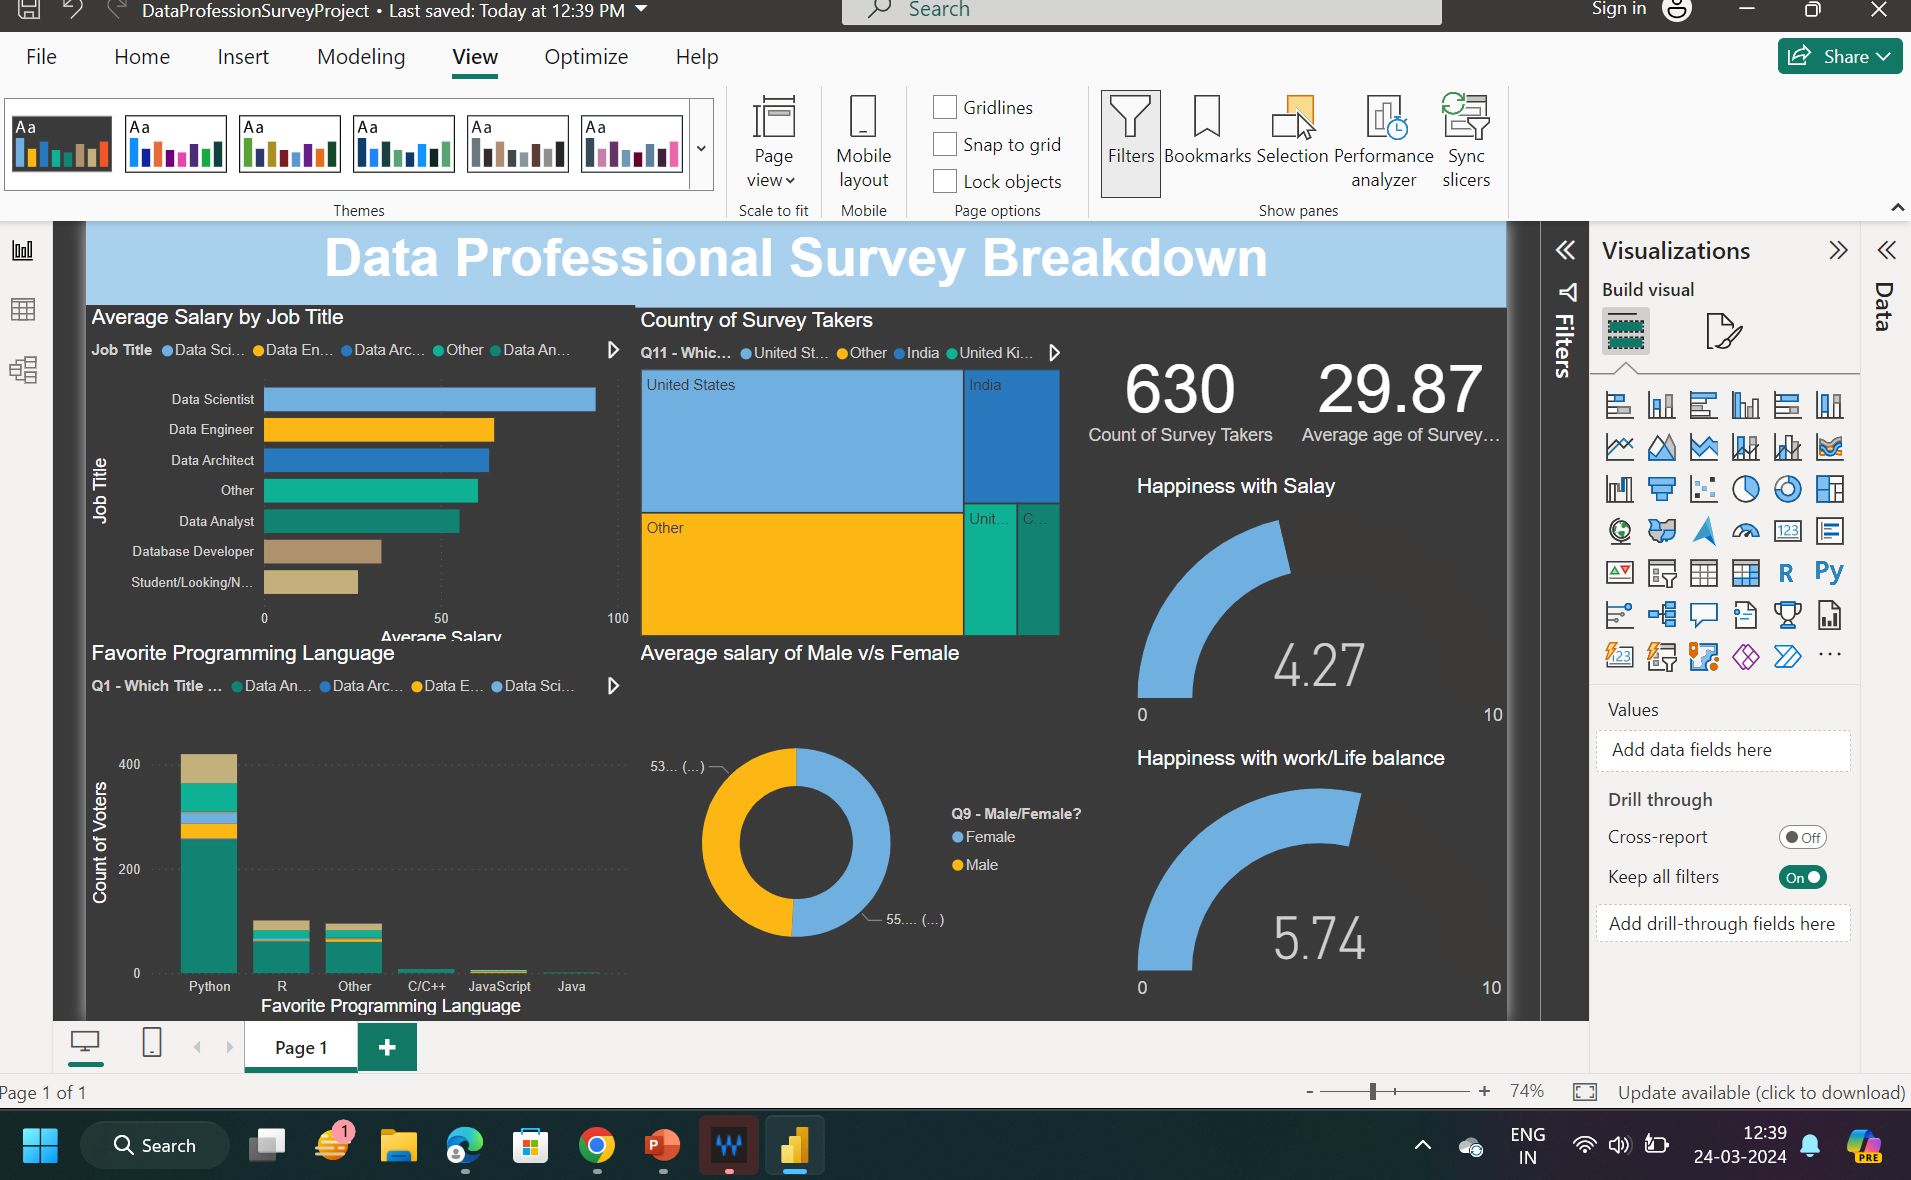 DataProfessionSurveyProject • Last saved: Today at 12:39 PM
Search
Sign in
File Home Insert Modeling View Optimize Help
Share
Aa Aa Aa Aa Aa Aa
Themes
Page view
Scale to fit
Mobile layout
Mobile
Gridlines
Snap to grid
Lock objects
Page options
Filters
Bookmarks
Selection
Performance analyzer
Sync slicers
Show panes
Data Professional Survey Breakdown
Average Salary by Job Title
Job Title Data Sci... Data En... Data Arc... Other Data An...
Job Title
Data Scientist
Data Engineer
Data Architect
Other
Data Analyst
Database Developer
Student/Looking/N...
0 50 100
Average Salary
Country of Survey Takers
Q11 - Whic... United St... Other India United Ki...
United States
India
Other
Unit...
C...
630
Count of Survey Takers
29.87
Average age of Survey...
Happiness with Salay
4.27
0 10
Favorite Programming Language
Q1 - Which Title ... Data An... Data Arc... Data E... Data Sci...
Count of Voters
400
200
0
Python R Other C/C++ JavaScript Java
Favorite Programming Language
Average salary of Male v/s Female
53... (...)
55.... (...)
Q9 - Male/Female?
Female
Male
Happiness with work/Life balance
5.74
0 10
Filters
Visualizations
Build visual
123
R
Py
123
Values
Add data fields here
Drill through
Cross-report Off
Keep all filters On
Add drill-through fields here
Data
Page 1
+
Page 1 of 1
- + 74%
Update available (click to download)
Search
1
P
ENG
IN
12:39
24-03-2024
PRE